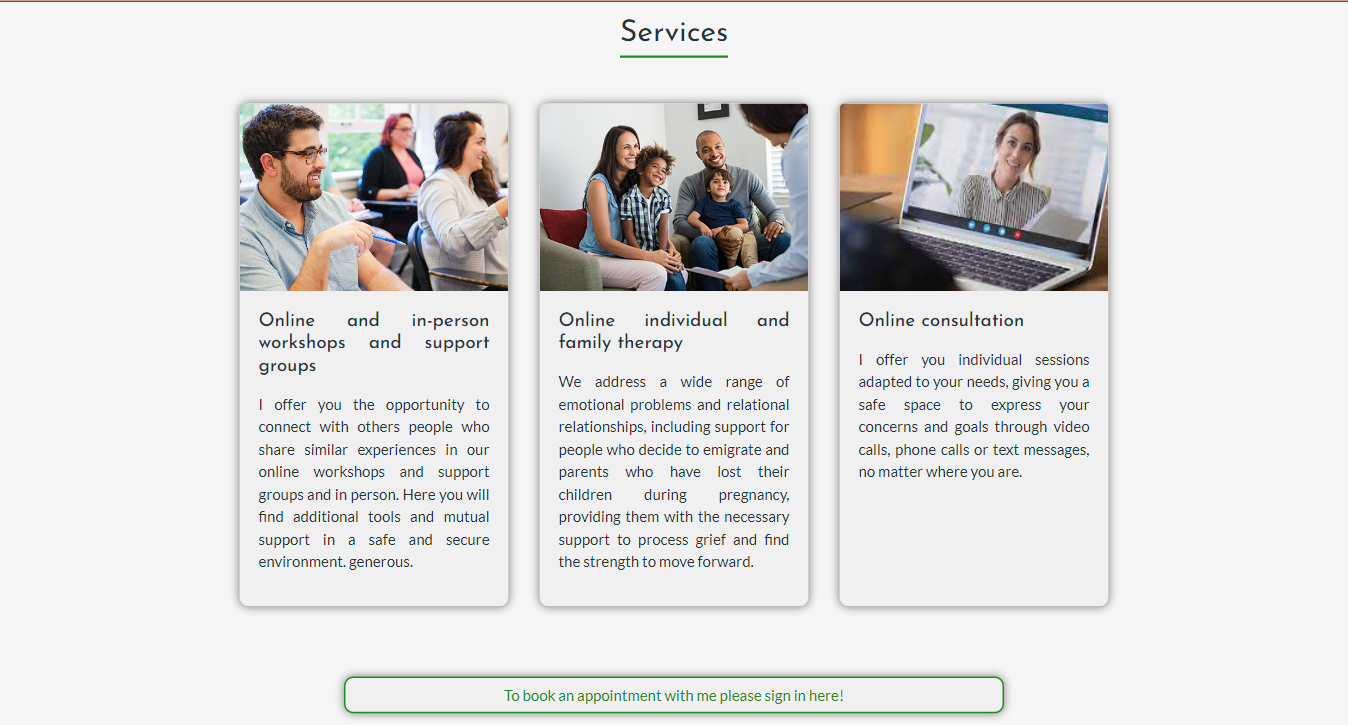 Services
Online and in-person
workshops and support
groups
I offer you the opportunity to
connect with others people who
share similar experiences in our
online workshops and support
groups and in person. Here you will
find additional tools and mutual
support in a safe and secure
environment. generous.
Online individual and
family therapy
We address a wide range of
emotional problems and relational
relationships, including support for
people who decide to emigrate and
parents who have lost their
children during pregnancy,
providing them with the necessary
support to process grief and find
the strength to move forward.
Online consultation
I offer you individual sessions
adapted to your needs, giving you a
safe space to express your
concerns and goals through video
calls, phone calls or text messages,
no matter where you are.
To book an appointment with me please sign in here!